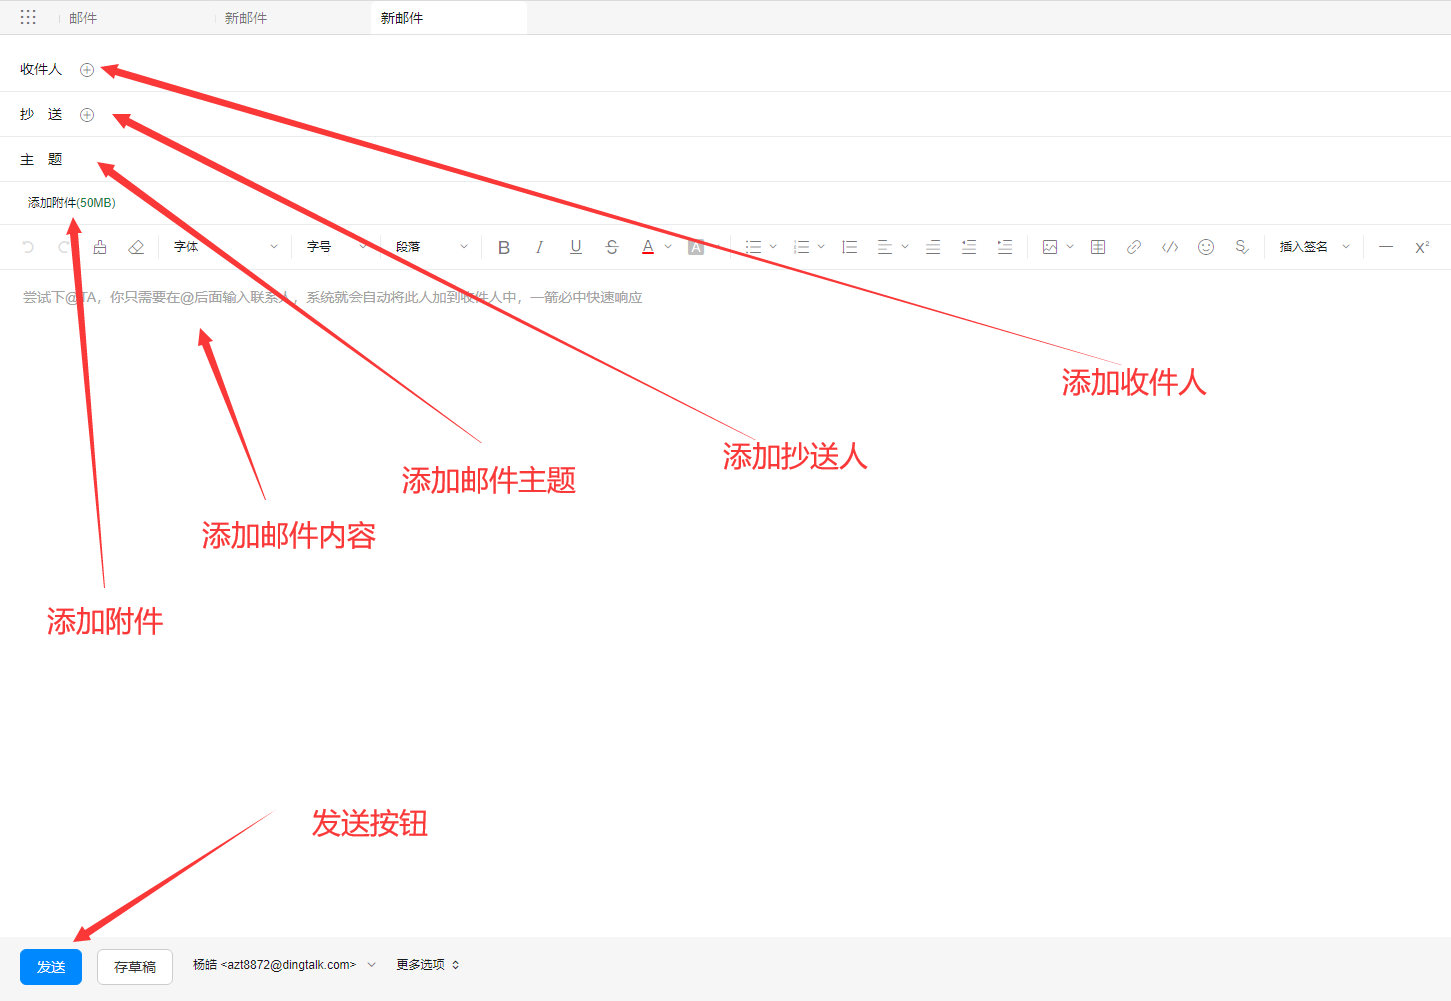 邮件 新邮件 新邮件
收件人
抄 送
主 题
添加附件(50MB)
字体 字号 段落 B I U S A A S 插入签名 X²
尝试下@TA，你只需要在@后面输入联系人，系统就会自动将此人加到收件人中，一箭必中快速响应
添加收件人
添加抄送人
添加邮件主题
添加邮件内容
添加附件
发送按钮
发送 存草稿 杨皓 <azt8872@dingtalk.com> 更多选项